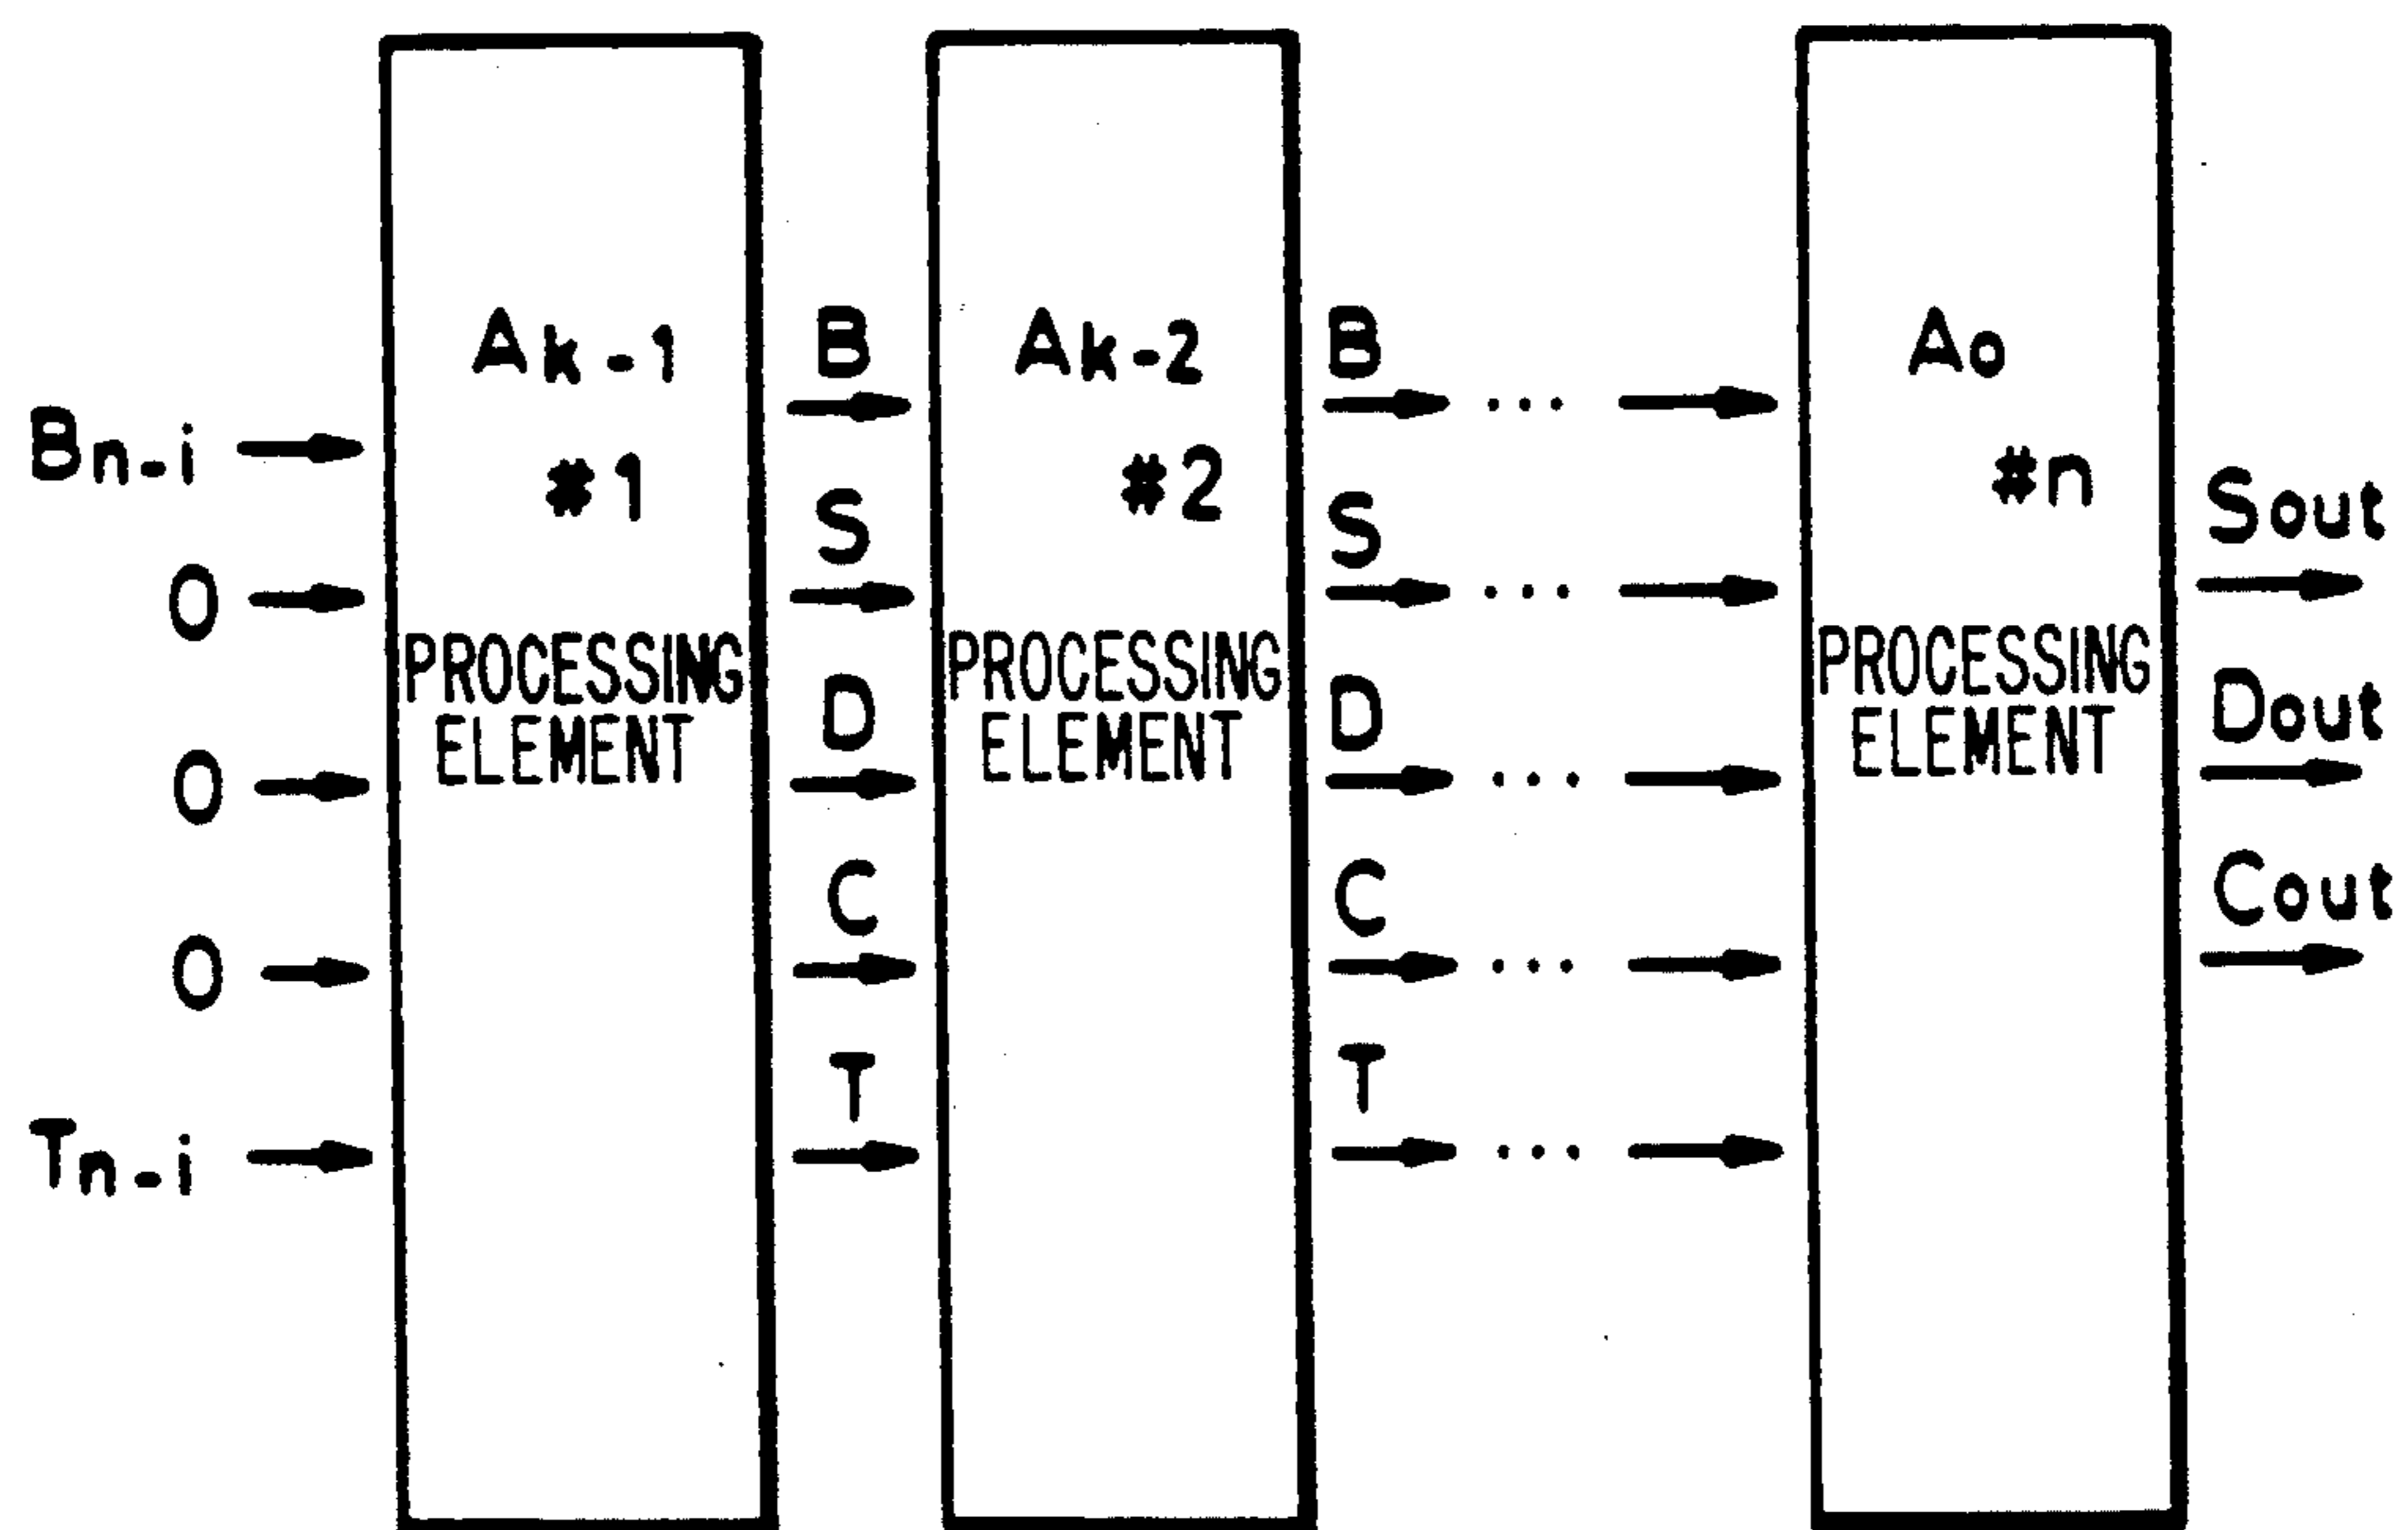 Bn-i
0
0
0
Tn-i
Ak-1
#1
PROCESSING
ELEMENT
B
S
D
C
T
Ak-2
#2
PROCESSING
ELEMENT
B
...
S
...
D
...
C
...
T
...
A0
#n
PROCESSING
ELEMENT
Sout
Dout
Cout